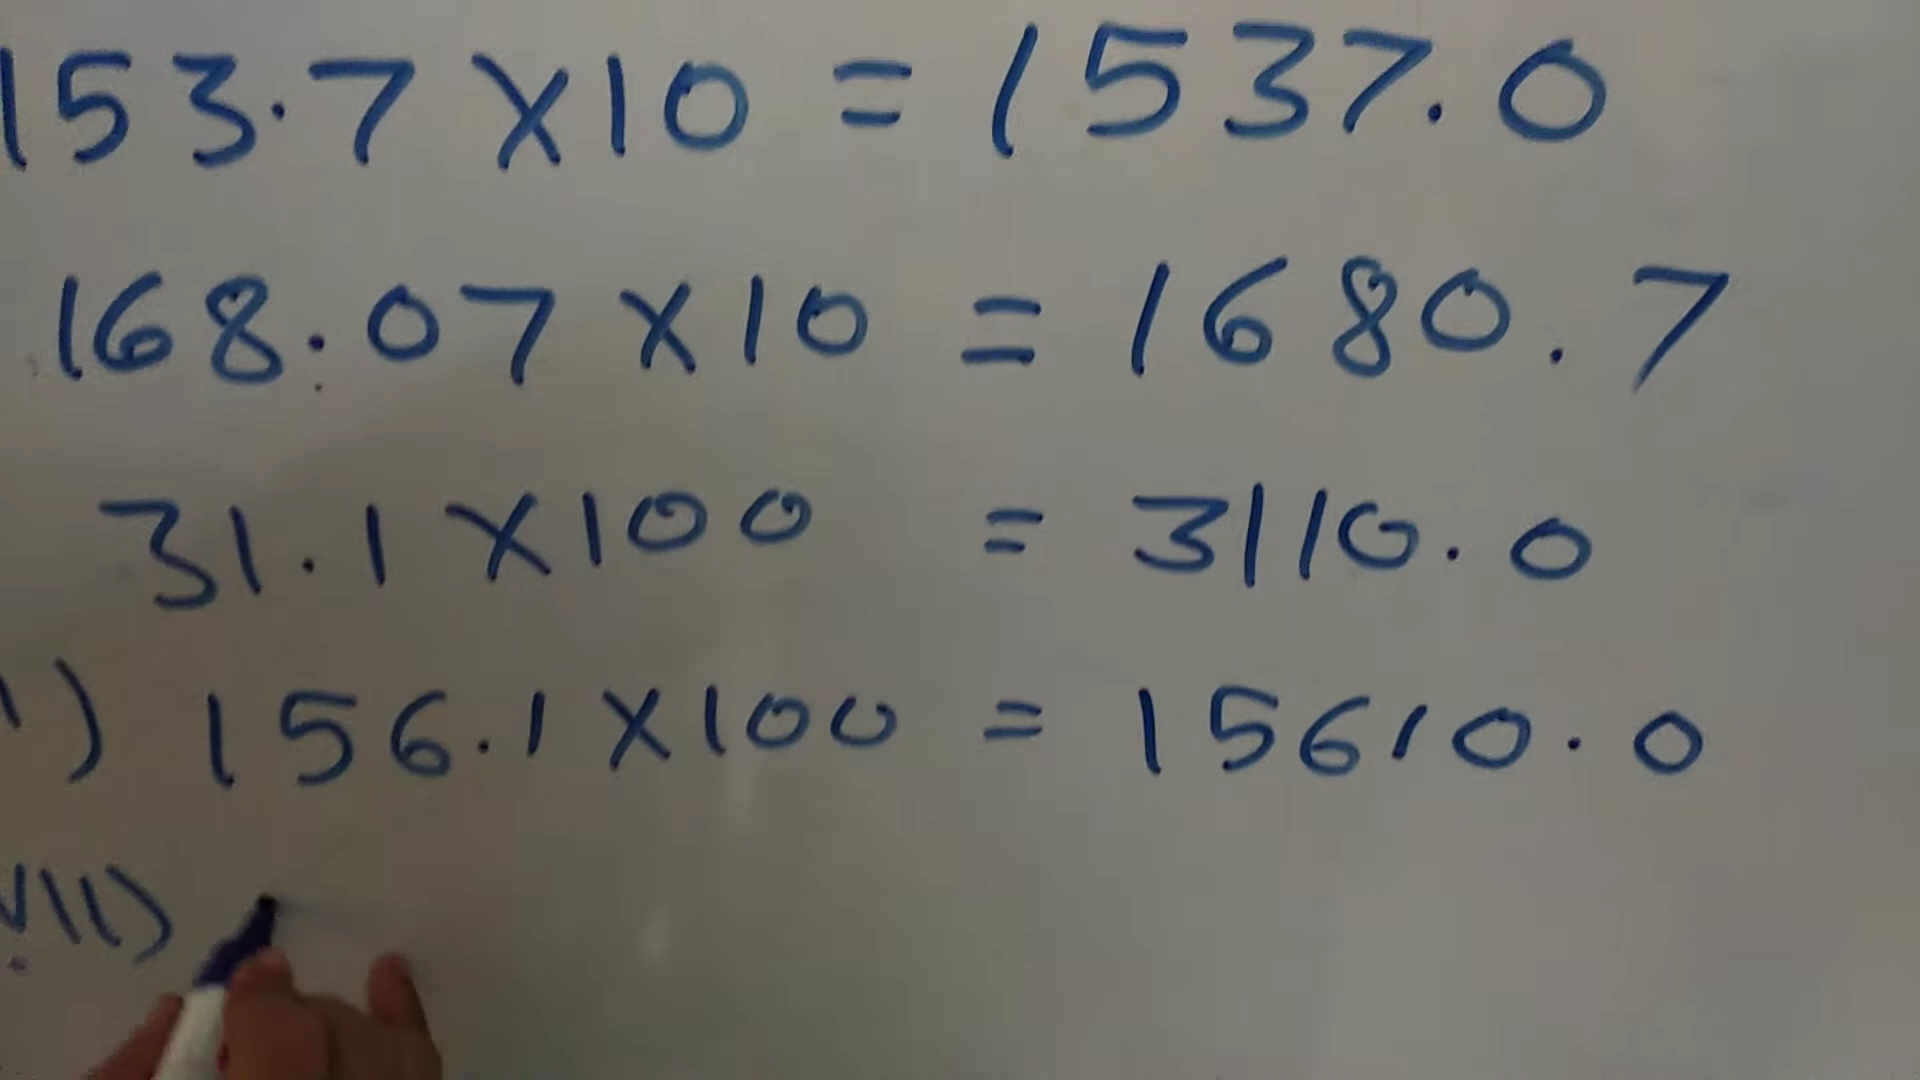 153.7 X 10 = 1537.0
168.07 X 10 = 1680.7
31.1 X 100 = 3110.0
) 156.1 X 100 = 15610.0
VII)